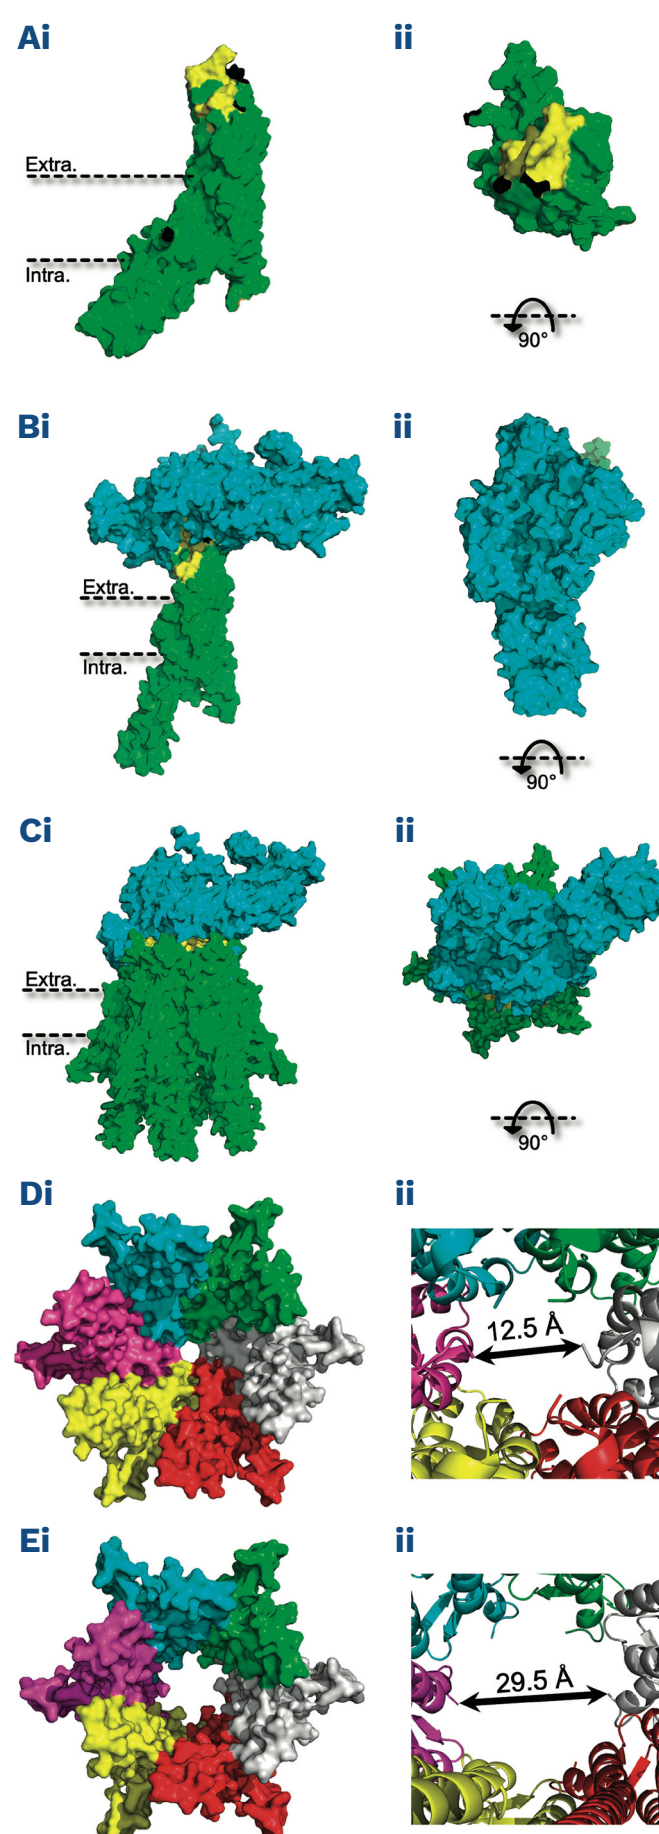 Ai
ii
Extra.
Intra.
90°
Bi
ii
Extra.
Intra.
90°
Ci
ii
Extra.
Intra.
90°
Di
ii
12.5 Å
Ei
ii
29.5 Å